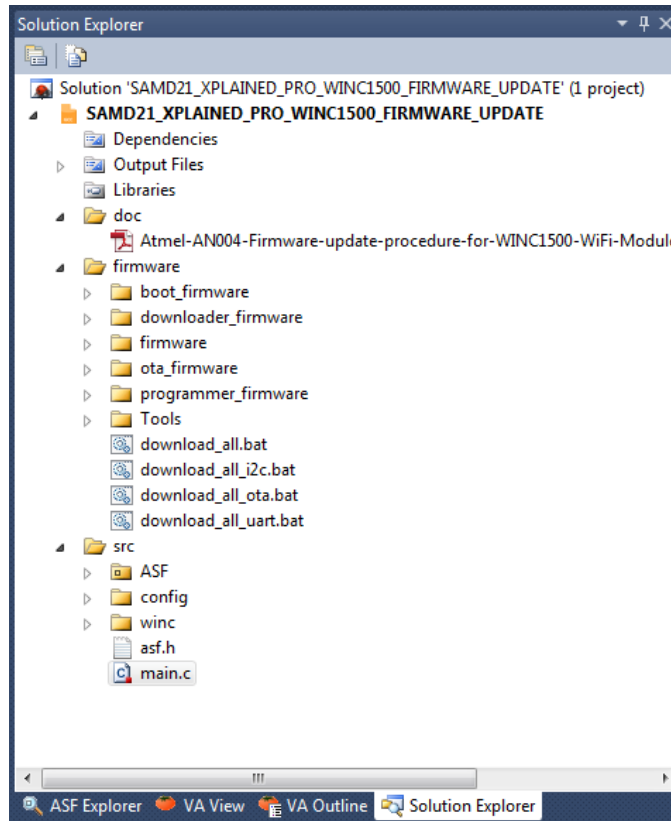 Solution Explorer
Solution 'SAMD21_XPLAINED_PRO_WINC1500_FIRMWARE_UPDATE' (1 project)
SAMD21_XPLAINED_PRO_WINC1500_FIRMWARE_UPDATE
Dependencies
Output Files
Libraries
doc
Atmel-AN004-Firmware-update-procedure-for-WINC1500-WiFi-Module
firmware
boot_firmware
downloader_firmware
firmware
ota_firmware
programmer_firmware
Tools
download_all.bat
download_all_i2c.bat
download_all_ota.bat
download_all_uart.bat
src
ASF
config
winc
asf.h
main.c
ASF Explorer VA View VA Outline Solution Explorer